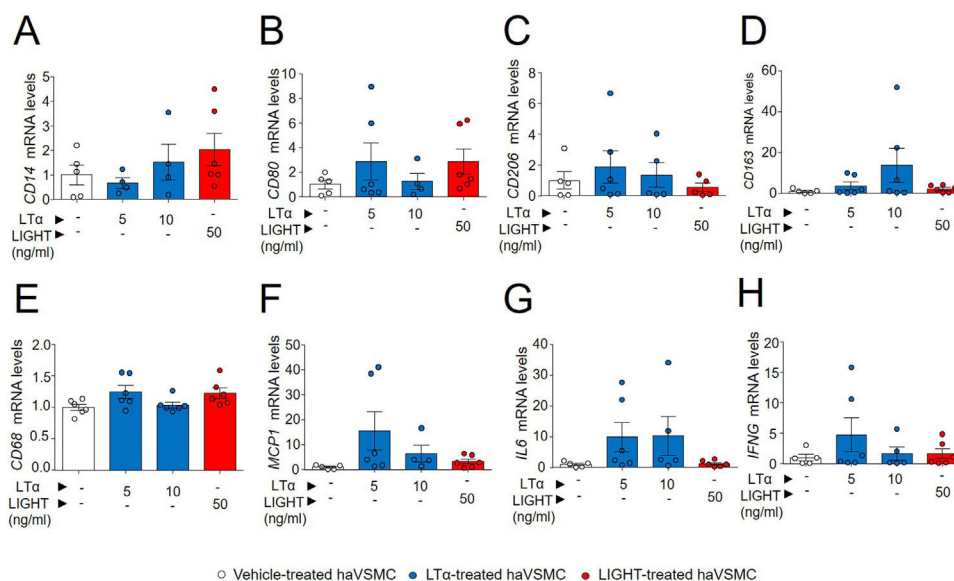 A
B
C
D
CD14 mRNA levels
5
4
3
2
1
0
CD80 mRNA levels
10
8
6
4
2
0
CD206 mRNA levels
8
6
4
2
0
CD163 mRNA levels
60
40
20
0
LTα ► - 5 10 -
LIGHT ► - - - 50
(ng/ml)
LTα ► - 5 10 -
LIGHT ► - - - 50
(ng/ml)
LTα ► - 5 10 -
LIGHT ► - - - 50
(ng/ml)
LTα ► - 5 10 -
LIGHT ► - - - 50
(ng/ml)
E
F
G
H
CD68 mRNA levels
2.0
1.5
1.0
0.5
0.0
MCP1 mRNA levels
50
40
30
20
10
0
IL6 mRNA levels
40
30
20
10
0
IFNG mRNA levels
20
15
10
5
0
LTα ► - 5 10 -
LIGHT ► - - - 50
(ng/ml)
LTα ► - 5 10 -
LIGHT ► - - - 50
(ng/ml)
LTα ► - 5 10 -
LIGHT ► - - - 50
(ng/ml)
LTα ► - 5 10 -
LIGHT ► - - - 50
(ng/ml)
Vehicle-treated haVSMC LTα-treated haVSMC LIGHT-treated haVSMC